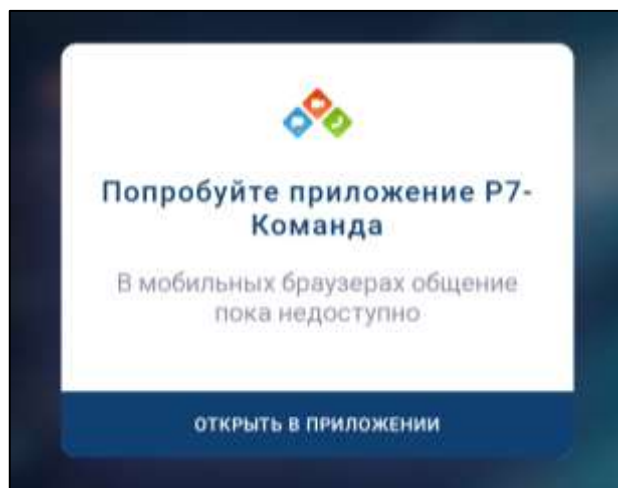 Попробуйте приложение Р7-
Команда
В мобильных браузерах общение
пока недоступно
ОТКРЫТЬ В ПРИЛОЖЕНИИ